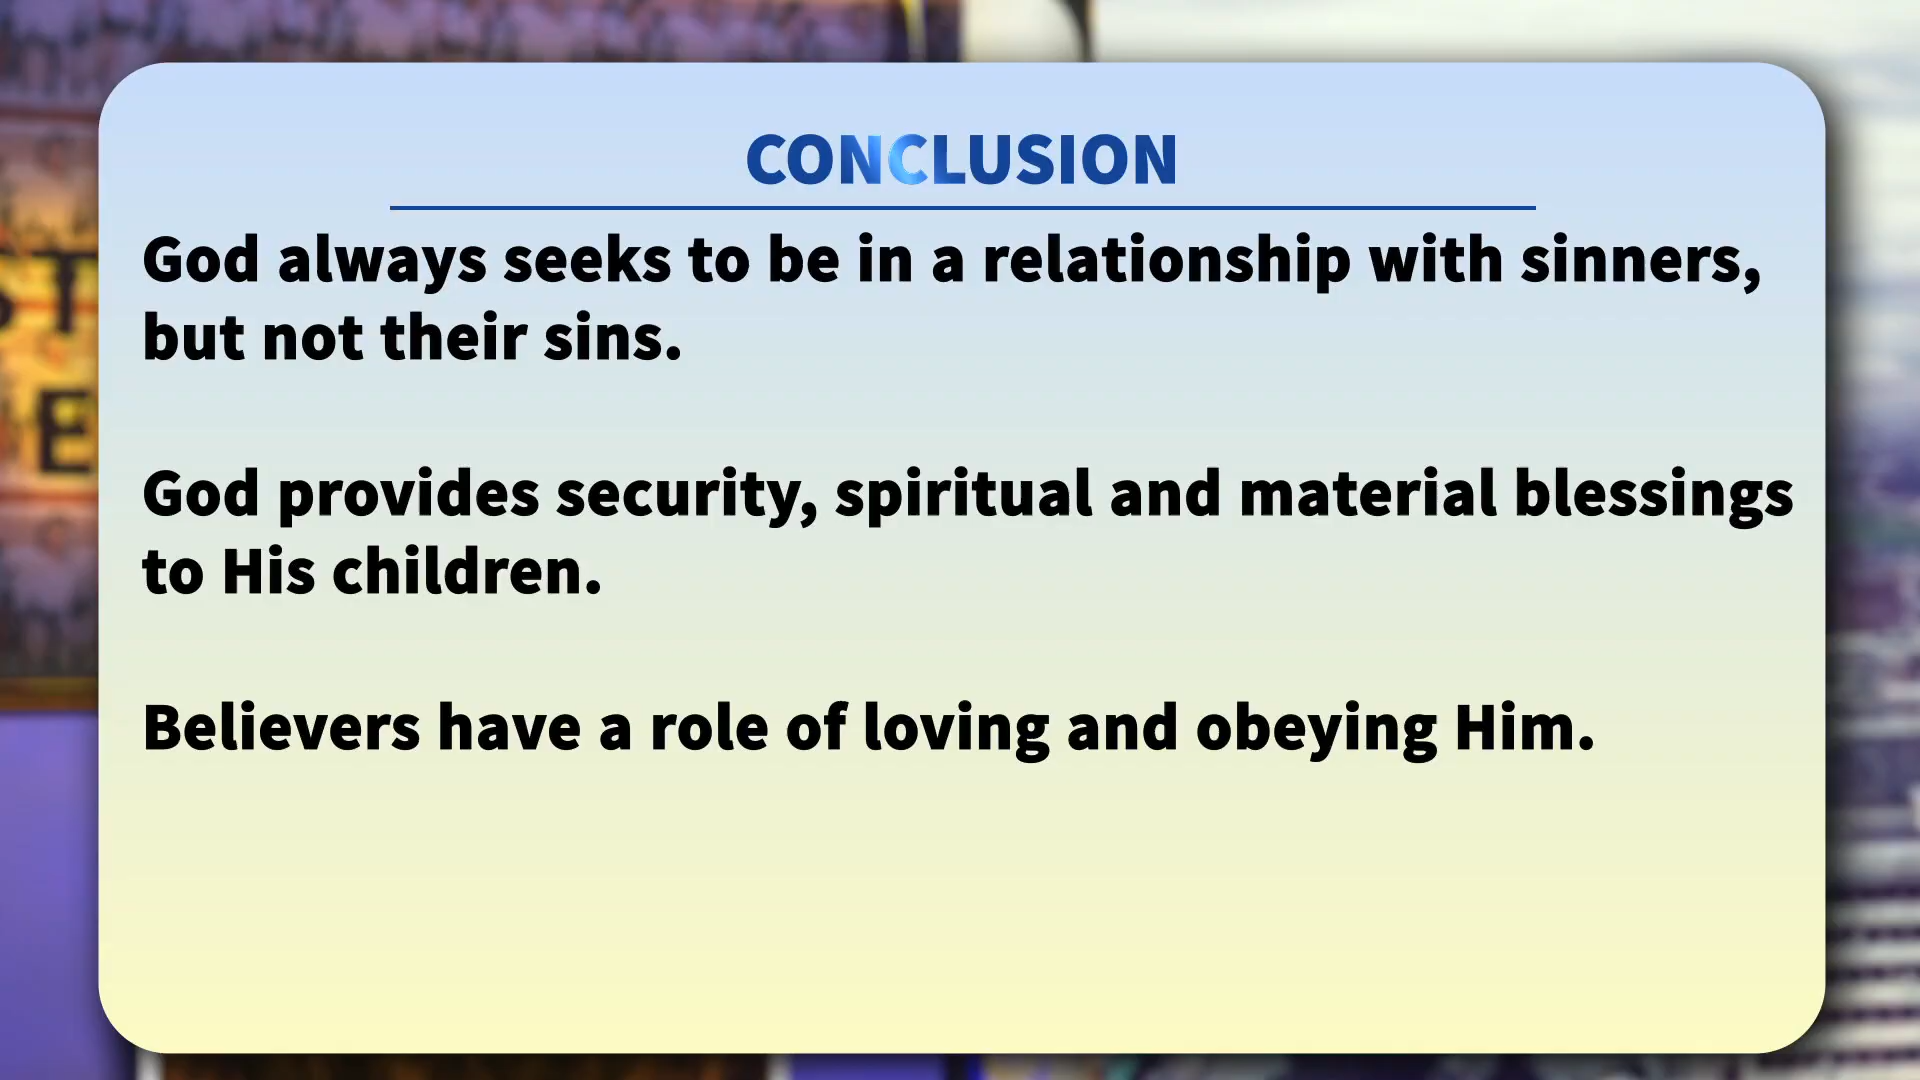 CONCLUSION
God always seeks to be in a relationship with sinners,
but not their sins.
God provides security, spiritual and material blessings
to His children.
Believers have a role of loving and obeying Him.